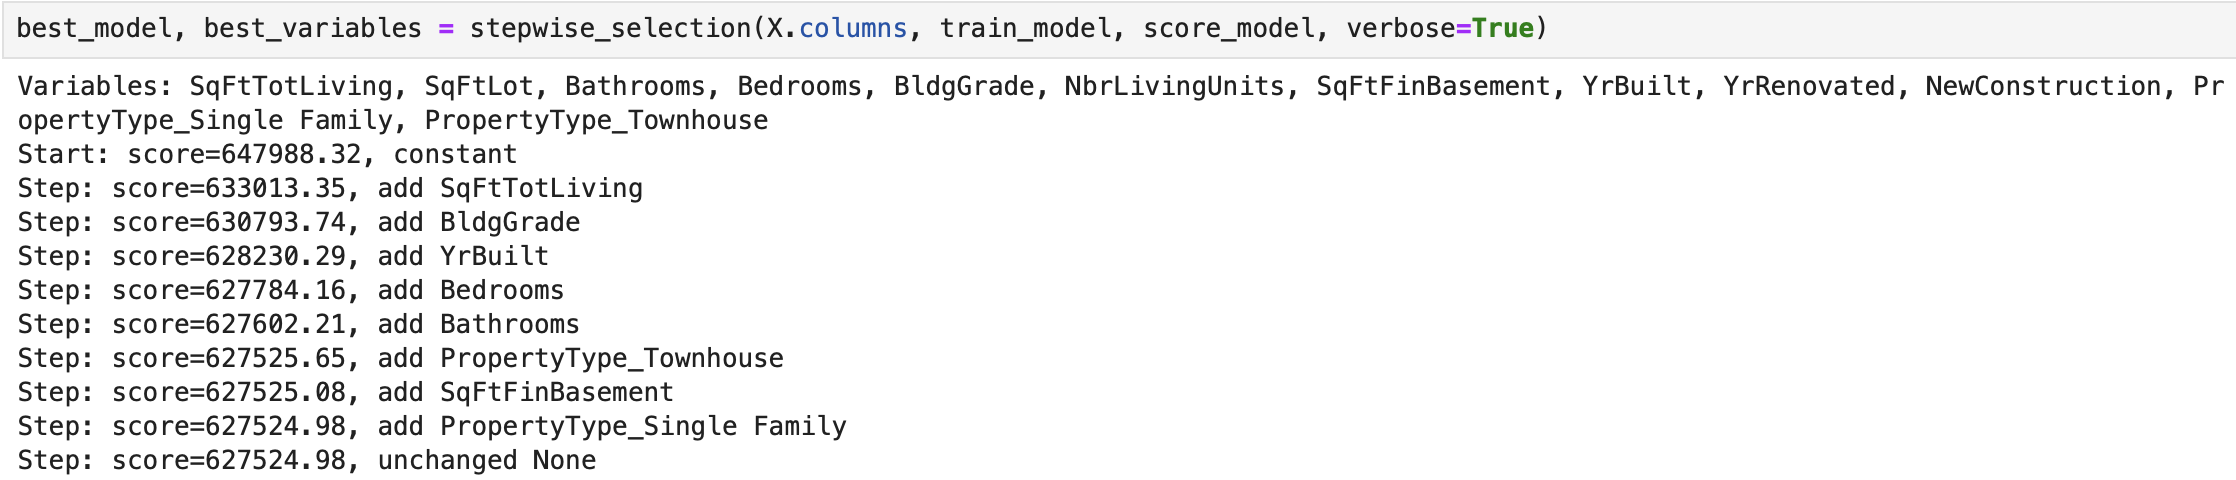 best_model, best_variables = stepwise_selection(X.columns, train_model, score_model, verbose=True)
Variables: SqFtTotLiving, SqFtLot, Bathrooms, Bedrooms, BldgGrade, NbrLivingUnits, SqFtFinBasement, YrBuilt, YrRenovated, NewConstruction, Pr
opertyType_Single Family, PropertyType_Townhouse
Start: score=647988.32, constant
Step: score=633013.35, add SqFtTotLiving
Step: score=630793.74, add BldgGrade
Step: score=628230.29, add YrBuilt
Step: score=627784.16, add Bedrooms
Step: score=627602.21, add Bathrooms
Step: score=627525.65, add PropertyType_Townhouse
Step: score=627525.08, add SqFtFinBasement
Step: score=627524.98, add PropertyType_Single Family
Step: score=627524.98, unchanged None